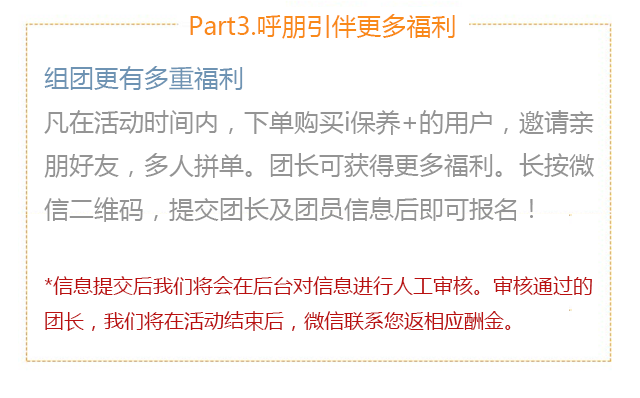 Part3.呼朋引伴更多福利
组团更有多重福利
凡在活动时间内，下单购买i保养+的用户，邀请亲
朋好友，多人拼单。团长可获得更多福利。长按微
信二维码，提交团长及团员信息后即可报名！
*信息提交后我们将会在后台对信息进行人工审核。审核通过的
团长，我们将在活动结束后，微信联系您返相应酬金。